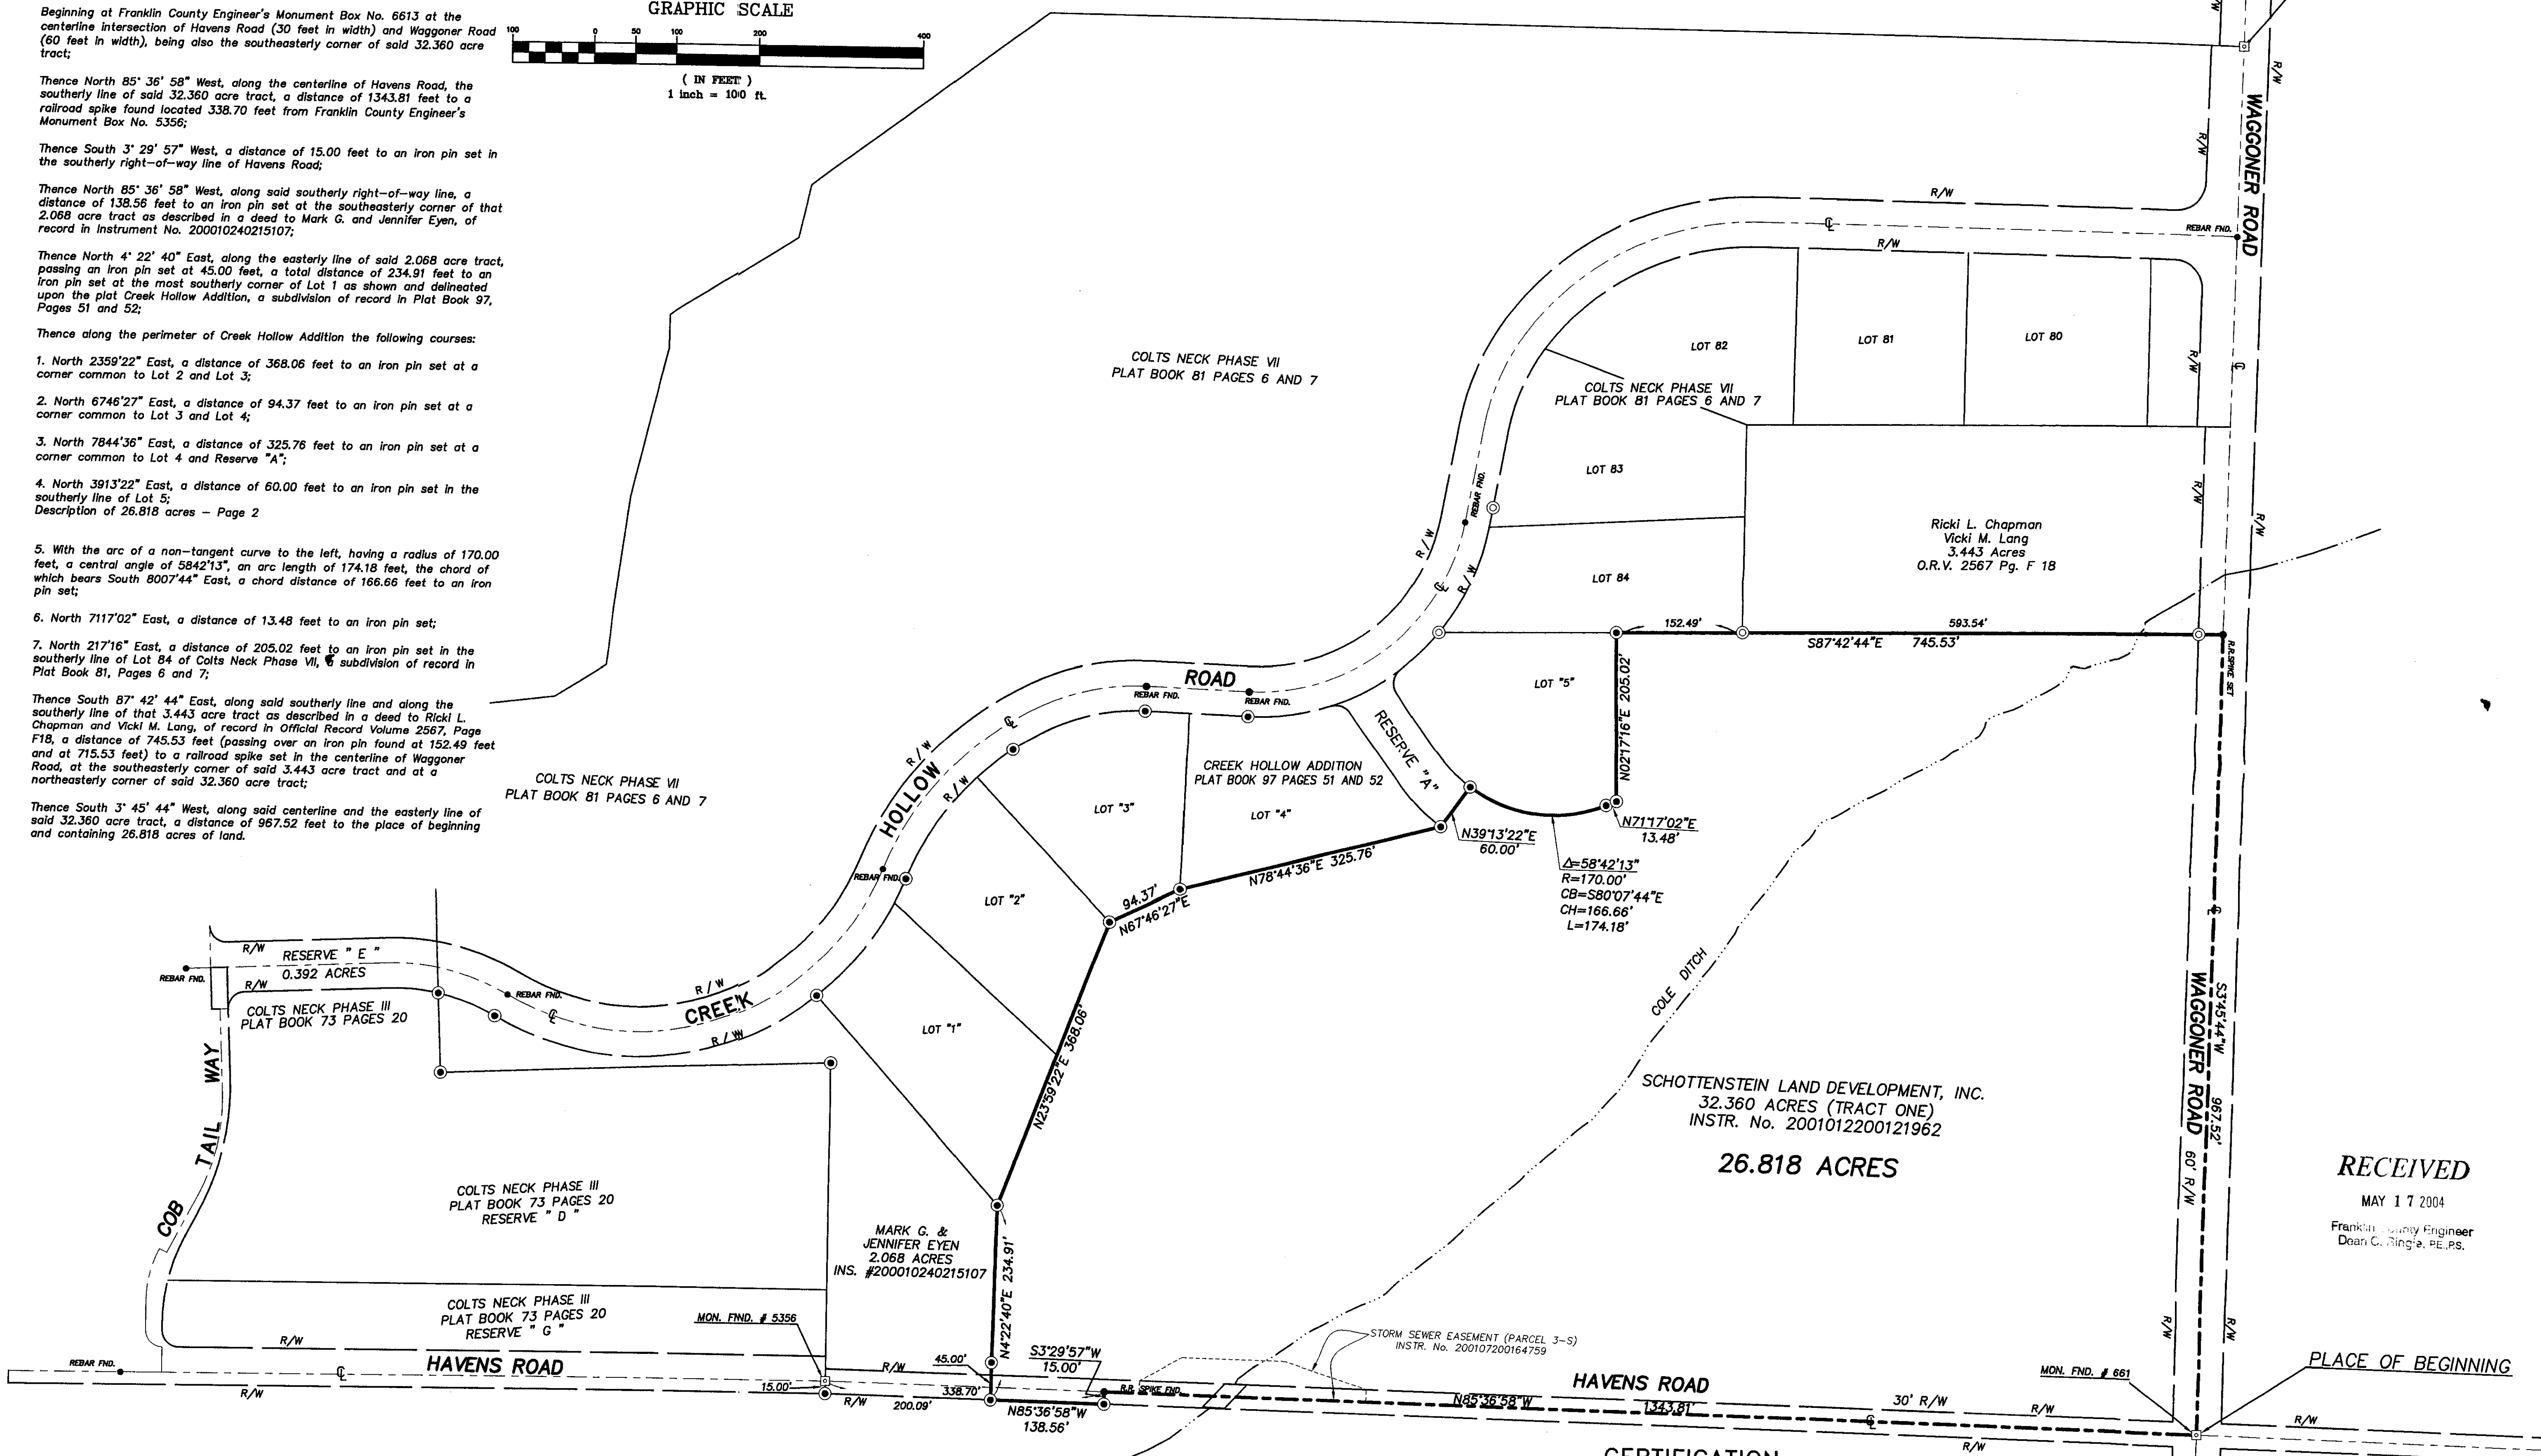 Beginning at Franklin County Engineer's Monument Box No. 6613 at the
centerline intersection of Havens Road (30 feet in width) and Waggoner Road
(60 feet in width), being also the southeasterly corner of said 32.360 acre
tract;
Thence North 85° 36' 58" West, along the centerline of Havens Road, the
southerly line of said 32.360 acre tract, a distance of 1343.81 feet to a
railroad spike found located 338.70 feet from Franklin County Engineer's
Monument Box No. 5356;
Thence South 3° 29' 57" West, a distance of 15.00 feet to an iron pin set in
the southerly right-of-way line of Havens Road;
Thence North 85° 36' 58" West, along said southerly right-of-way line, a
distance of 138.56 feet to an iron pin set at the southeasterly corner of that
2.068 acre tract as described in a deed to Mark G. and Jennifer Eyen, of
record in Instrument No. 200010240215107;
Thence North 4° 22' 40" East, along the easterly line of said 2.068 acre tract,
passing an iron pin set at 45.00 feet, a total distance of 234.91 feet to an
iron pin set at the most southerly corner of Lot 1 as shown and delineated
upon the plat Creek Hollow Addition, a subdivision of record in Plat Book 97,
Pages 51 and 52;
Thence along the perimeter of Creek Hollow Addition the following courses:
1. North 2359'22" East, a distance of 368.06 feet to an iron pin set at a
corner common to Lot 2 and Lot 3;
2. North 6746'27" East, a distance of 94.37 feet to an iron pin set at a
corner common to Lot 3 and Lot 4;
3. North 7844'36" East, a distance of 325.76 feet to an iron pin set at a
corner common to Lot 4 and Reserve "A";
4. North 3913'22" East, a distance of 60.00 feet to an iron pin set in the
southerly line of Lot 5;
Description of 26.818 acres - Page 2
5. With the arc of a non-tangent curve to the left, having a radius of 170.00
feet, a central angle of 5842'13", an arc length of 174.18 feet, the chord of
which bears South 8007'44" East, a chord distance of 166.66 feet to an iron
pin set;
6. North 7117'02" East, a distance of 13.48 feet to an iron pin set;
7. North 217'16" East, a distance of 205.02 feet to an iron pin set in the
southerly line of Lot 84 of Colts Neck Phase VII, subdivision of record in
Plat Book 81, Pages 6 and 7;
Thence South 87° 42' 44" East, along said southerly line and along the
southerly line of that 3.443 acre tract as described in a deed to Ricki L.
Chapman and Vicki M. Lang, of record in Official Record Volume 2567, Page
F18, a distance of 745.53 feet (passing over an iron pin found at 152.49 feet
and at 715.53 feet) to a railroad spike set in the centerline of Waggoner
Road, at the southeasterly corner of said 3.443 acre tract and at a
northeasterly corner of said 32.360 acre tract;
Thence South 3° 45' 44" West, along said centerline and the easterly line of
said 32.360 acre tract, a distance of 967.52 feet to the place of beginning
and containing 26.818 acres of land.
GRAPHIC SCALE
100 0 50 100 200 400
( IN FEET )
1 inch = 100 ft.
R/W
R/W
WAGGONER ROAD
R/W
R/W
REBAR FND.
R/W
R/W
LOT 82
LOT 81
LOT 80
COLTS NECK PHASE VII
PLAT BOOK 81 PAGES 6 AND 7
COLTS NECK PHASE VII
PLAT BOOK 81 PAGES 6 AND 7
LOT 83
REBAR FND.
R/W
R/W
R/W
R/W
LOT 84
Ricki L. Chapman
Vicki M. Lang
3.443 Acres
O.R.V. 2567 Pg. F 18
152.49'
593.54'
S87°42'44"E 745.53'
R.R.SPIKE SET
LOT "5"
N02°17'16"E 205.02'
ROAD
REBAR FND.
REBAR FND.
RESERVE "A"
R/W
HOLLOW
R/W
CREEK HOLLOW ADDITION
PLAT BOOK 97 PAGES 51 AND 52
LOT "3"
LOT "4"
COLTS NECK PHASE VII
PLAT BOOK 81 PAGES 6 AND 7
N71°17'02"E
13.48'
N39°13'22"E
60.00'
Δ=58°42'13"
R=170.00'
CB=S80°07'44"E
CH=166.66'
L=174.18'
N78°44'36"E 325.76'
REBAR FND.
LOT "2"
94.37'
N67°46'27"E
R/W
RESERVE " E "
0.392 ACRES
REBAR FND.
R/W
REBAR FND.
R/W
CREEK
R/W
COLTS NECK PHASE III
PLAT BOOK 73 PAGES 20
LOT "1"
N23°59'22"E 368.06'
COLE DITCH
S3°45'44"W 967.52'
WAGGONER ROAD 60' R/W
COB TAIL WAY
SCHOTTENSTEIN LAND DEVELOPMENT, INC.
32.360 ACRES (TRACT ONE)
INSTR. No. 2001012200121962
26.818 ACRES
RECEIVED
MAY 17 2004
Engineer
P.E.,P.S.
COLTS NECK PHASE III
PLAT BOOK 73 PAGES 20
RESERVE " D "
MARK G. &
JENNIFER EYEN
2.068 ACRES
INS. #200010240215107
N4°22'40"E 234.91'
COLTS NECK PHASE III
PLAT BOOK 73 PAGES 20
RESERVE " G "
MON. FND. # 5356
R/W
R/W
R/W
STORM SEWER EASEMENT (PARCEL 3-S)
INSTR. No. 200107200164759
REBAR FND.
HAVENS ROAD
R/W
45.00'
S3°29'57"W
15.00'
R/W
15.00'
R/W
200.09'
338.70'
R.R. SPIKE FND.
N85°36'58"W
138.56'
HAVENS ROAD
N85°36'58"W
1343.81'
30' R/W
R/W
R/W
MON. FND. # 661
PLACE OF BEGINNING
R/W
CERTIFICATION